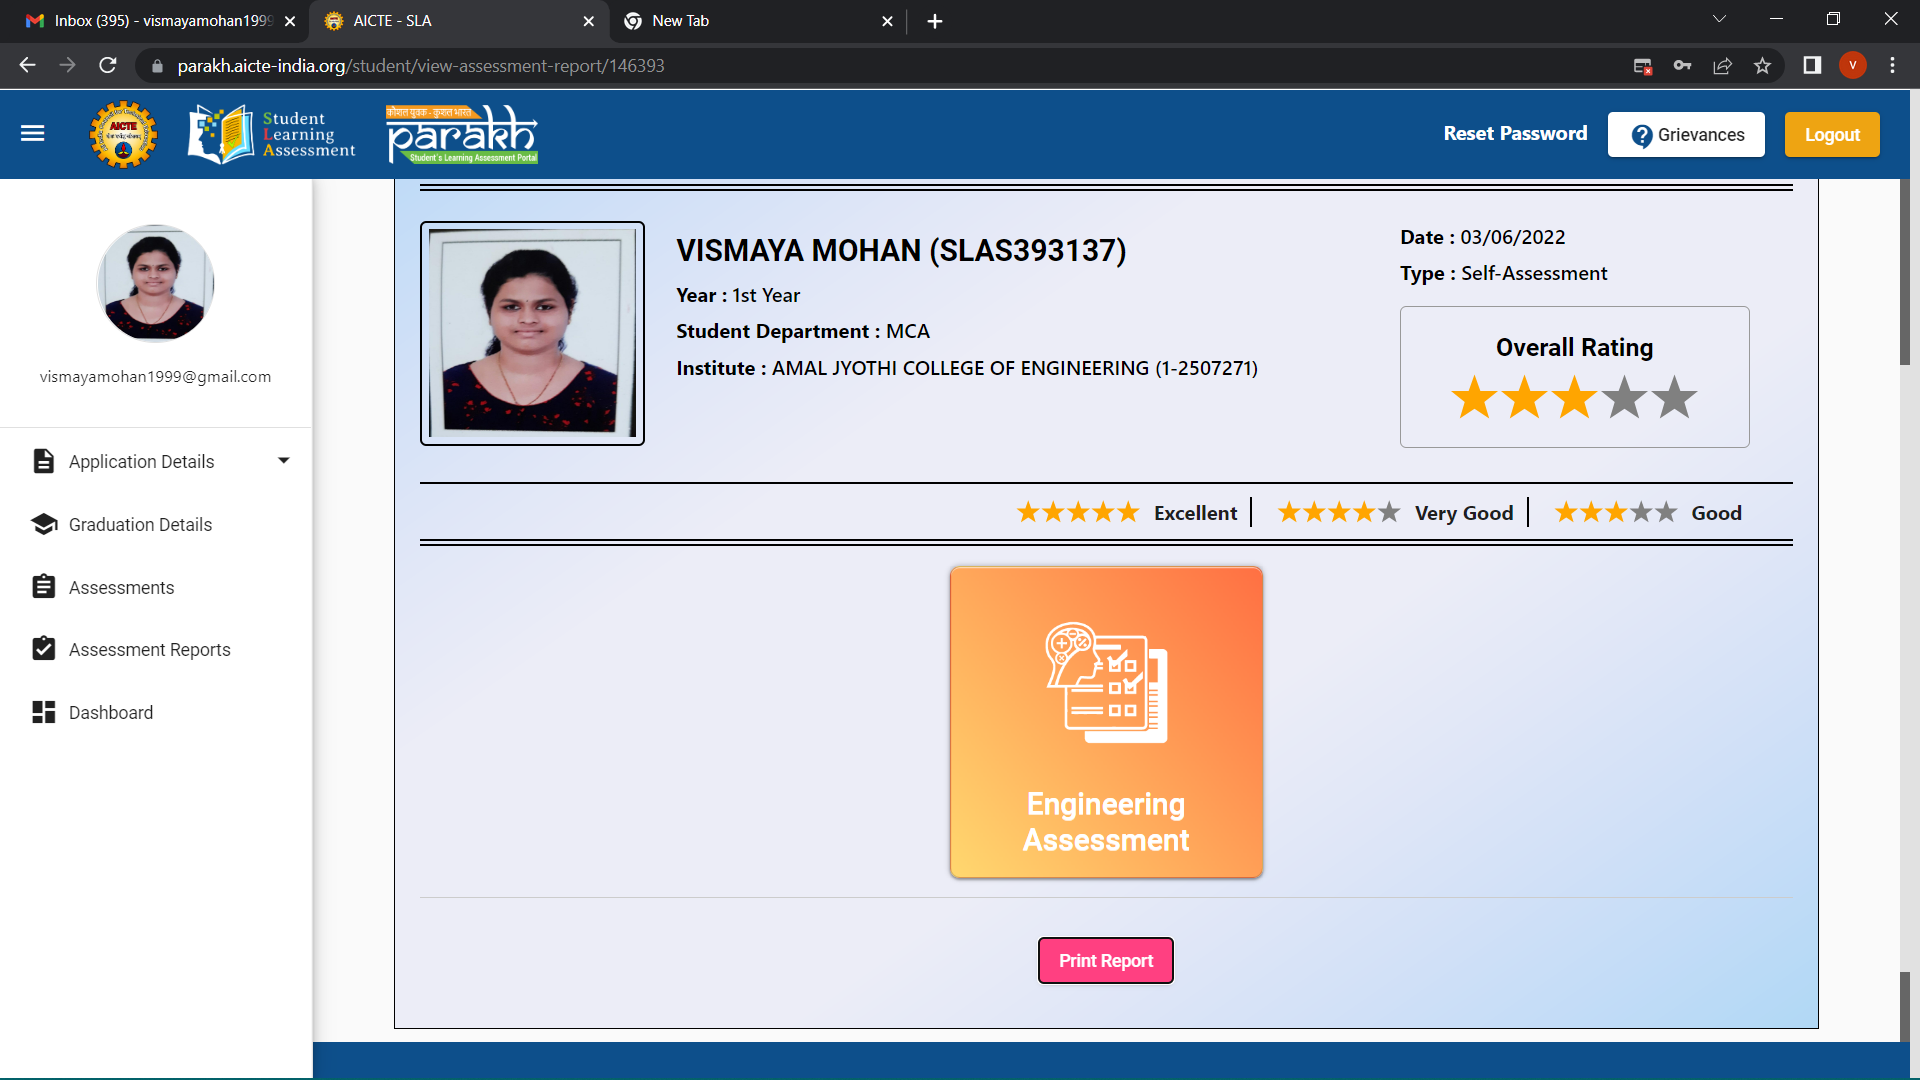 Inbox (395) - vismayamohan1999
AICTE - SLA
New Tab
parakh.aicte-india.org/student/view-assessment-report/146393
V
AICTE
Student
Learning
Assessment
कौशल युवक - कुशल भारत
parakh
Student's Learning Assessment Portal
Reset Password
Grievances
Logout
vismayamohan1999@gmail.com
Application Details
Graduation Details
Assessments
Assessment Reports
Dashboard
VISMAYA MOHAN (SLAS393137)
Year : 1st Year
Student Department : MCA
Institute : AMAL JYOTHI COLLEGE OF ENGINEERING (1-2507271)
Date : 03/06/2022
Type : Self-Assessment
Overall Rating
Excellent
Very Good
Good
Engineering
Assessment
Print Report